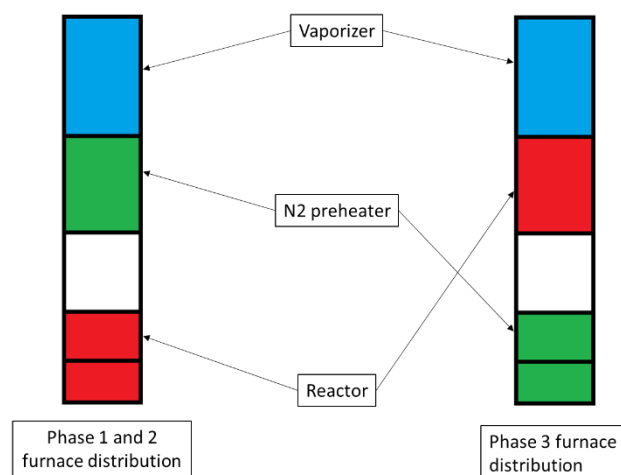 Vaporizer
N2 preheater
Reactor
Phase 1 and 2
furnace distribution
Phase 3 furnace
distribution